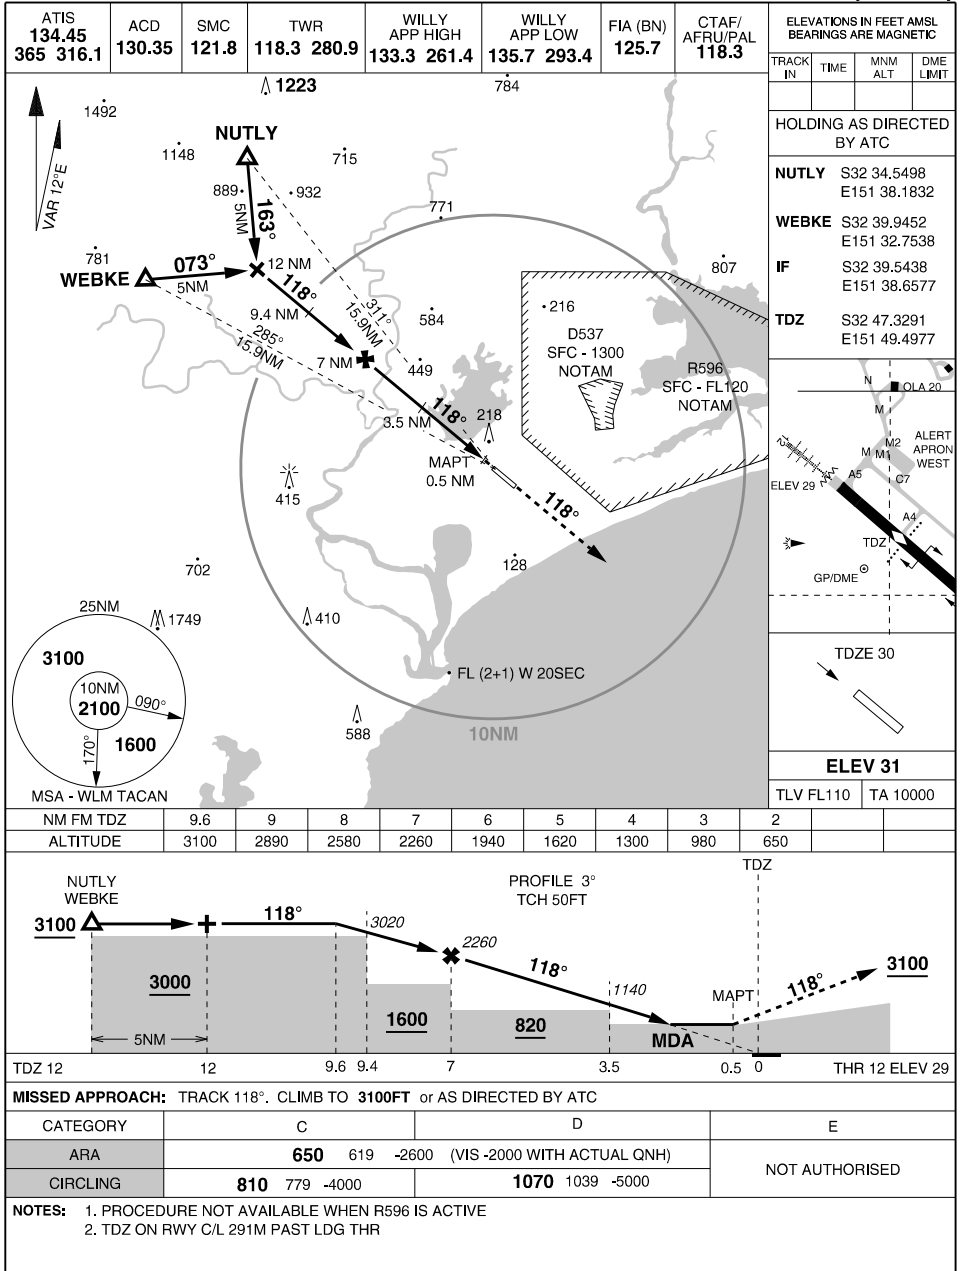 ATIS
134.45
365 316.1
ACD
130.35
SMC
121.8
TWR
118.3 280.9
WILLY
APP HIGH
133.3 261.4
WILLY
APP LOW
135.7 293.4
FIA (BN)
125.7
CTAF/
AFRU/PAL
118.3
ELEVATIONS IN FEET AMSL
BEARINGS ARE MAGNETIC
TRACK
IN
TIME
MNM
ALT
DME
LIMIT
HOLDING AS DIRECTED
BY ATC
NUTLY S32 34.5498
E151 38.1832
WEBKE S32 39.9452
E151 32.7538
IF S32 39.5438
E151 38.6577
TDZ S32 47.3291
E151 49.4977
VAR 12°E
1492
1223
784
NUTLY
1148
715
889
932
5NM
163°
771
781
WEBKE
073°
5NM
12 NM
118°
9.4 NM
311°
15.9NM
285°
15.9NM
7 NM
584
449
807
216
D537
SFC - 1300
NOTAM
R596
SFC - FL120
NOTAM
118°
3.5 NM
218
MAPT
0.5 NM
118°
415
702
128
410
1749
FL (2+1) W 20SEC
588
10NM
25NM
3100
10NM
2100
090°
170°
1600
MSA - WLM TACAN
N
OLA 20
M
M2
M M1
ALERT
APRON
WEST
A5
C7
ELEV 29
A4
TDZ
GP/DME
TDZE 30
ELEV 31
TLV FL110 TA 10000
NM FM TDZ 9.6 9 8 7 6 5 4 3 2
ALTITUDE 3100 2890 2580 2260 1940 1620 1300 980 650
NUTLY
WEBKE
PROFILE 3°
TCH 50FT
TDZ
3100
118°
3020
2260
118°
1140
MAPT
118°
3100
3000
1600
820
MDA
5NM
TDZ 12 12 9.6 9.4 7 3.5 0.5 0 THR 12 ELEV 29
MISSED APPROACH: TRACK 118°. CLIMB TO 3100FT or AS DIRECTED BY ATC
CATEGORY C D E
ARA 650 619 -2600 (VIS -2000 WITH ACTUAL QNH)
NOT AUTHORISED
CIRCLING 810 779 -4000 1070 1039 -5000
NOTES: 1. PROCEDURE NOT AVAILABLE WHEN R596 IS ACTIVE
2. TDZ ON RWY C/L 291M PAST LDG THR